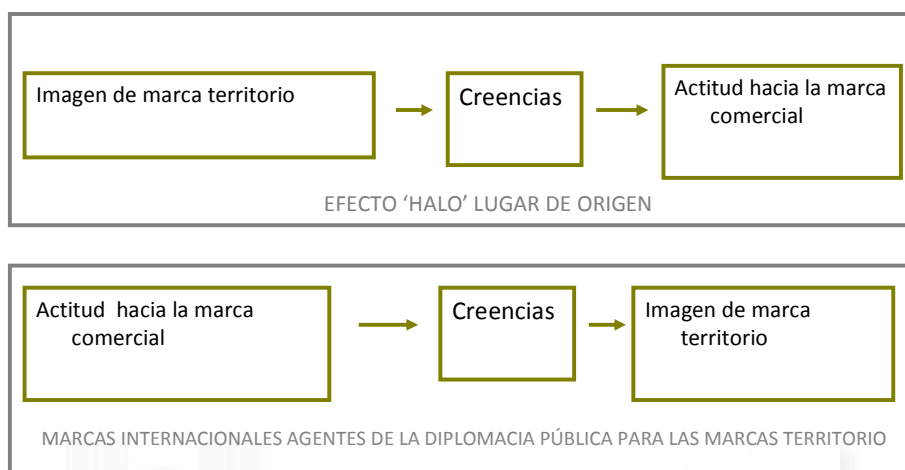 Imagen de marca territorio
Creencias
Actitud hacia la marca
comercial
EFECTO ‘HALO’ LUGAR DE ORIGEN
Actitud  hacia la marca
comercial
Creencias
Imagen de marca
territorio
MARCAS INTERNACIONALES AGENTES DE LA DIPLOMACIA PÚBLICA PARA LAS MARCAS TERRITORIO